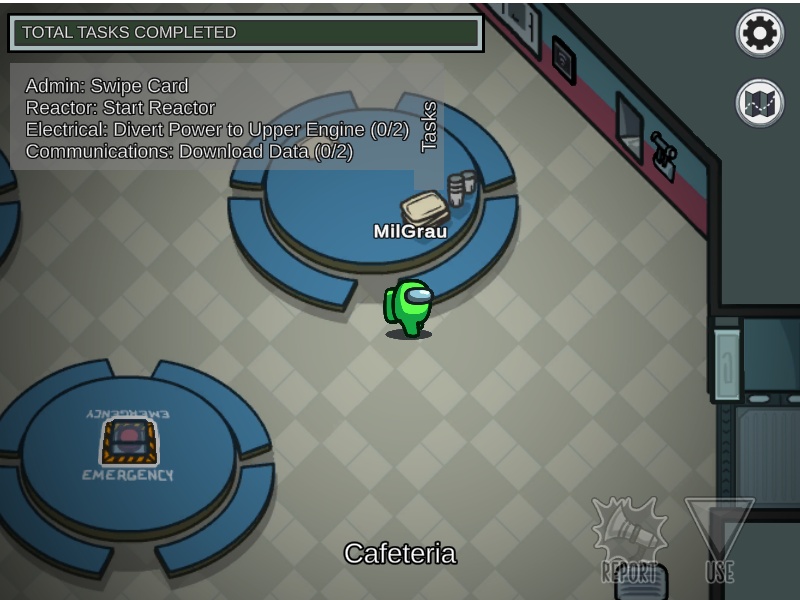 TOTAL TASKS COMPLETED
Admin: Swipe Card
Reactor: Start Reactor
Electrical: Divert Power to Upper Engine (0/2)
Communications: Download Data (0/2)
Tasks
MilGrau
EMERGENCY
EMERGENCY
Cafeteria
REPORT
USE